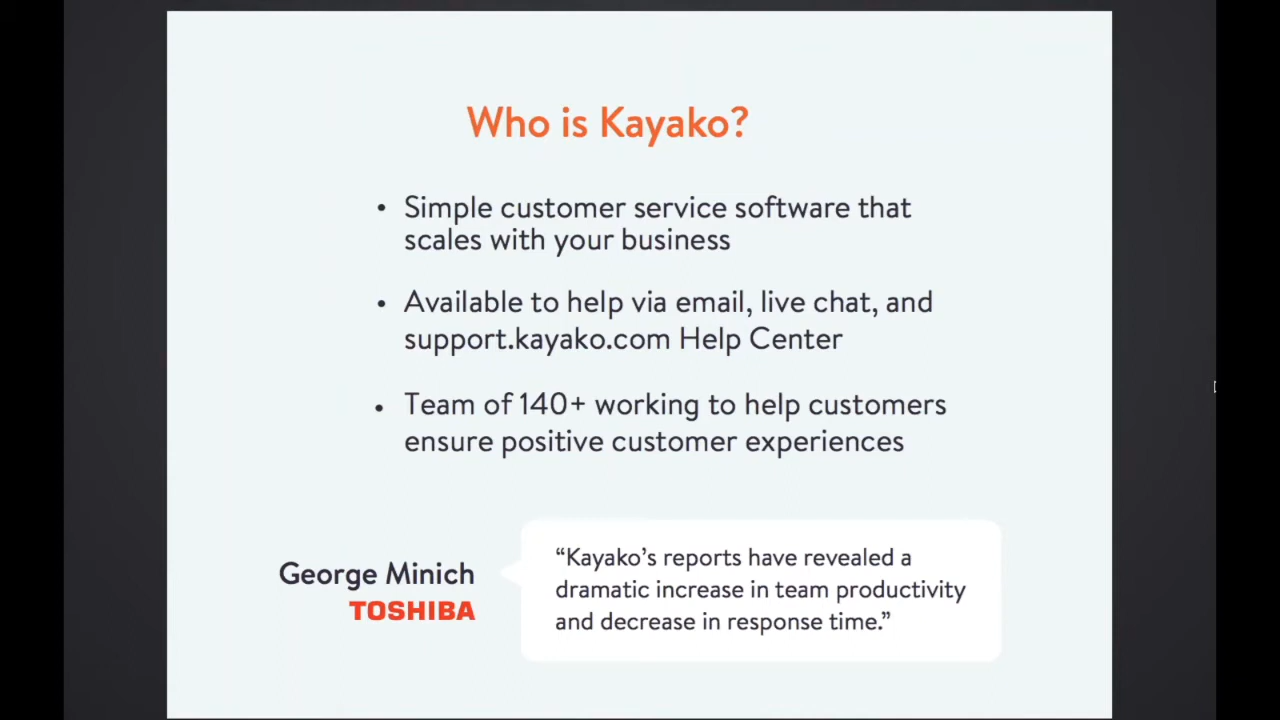 Who is Kayako?
• Simple customer service software that
scales with your business
• Available to help via email, live chat, and
support.kayako.com Help Center
• Team of 140+ working to help customers
ensure positive customer experiences
George Minich
TOSHIBA
“Kayako’s reports have revealed a
dramatic increase in team productivity
and decrease in response time.”